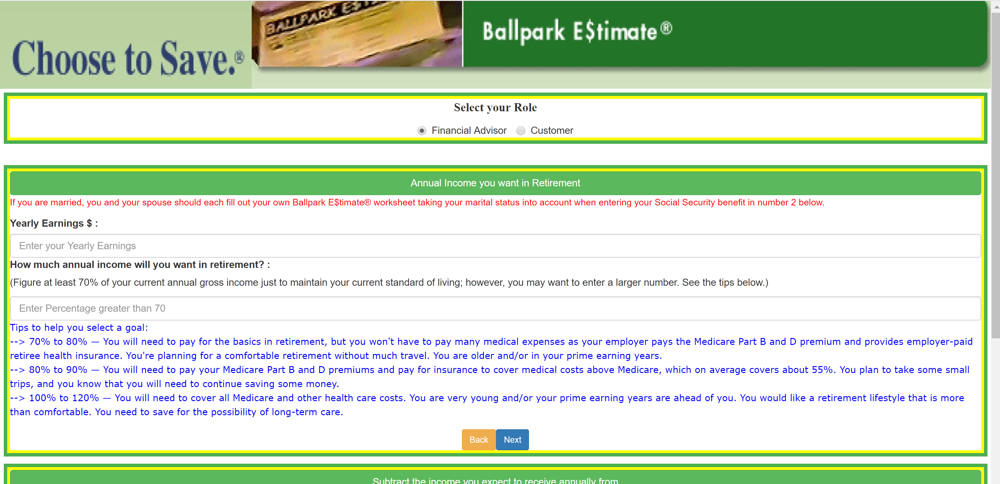 Choose to Save.®
BALLPARK E$TIMA
Ballpark E$timate®
Select your Role
Financial Advisor Customer
Annual Income you want in Retirement
If you are married, you and your spouse should each fill out your own Ballpark E$timate® worksheet taking your marital status into account when entering your Social Security benefit in number 2 below.
Yearly Earnings $ :
Enter your Yearly Earnings
How much annual income will you want in retirement? :
(Figure at least 70% of your current annual gross income just to maintain your current standard of living; however, you may want to enter a larger number. See the tips below.)
Enter Percentage greater than 70
Tips to help you select a goal:
--> 70% to 80% — You will need to pay for the basics in retirement, but you won't have to pay many medical expenses as your employer pays the Medicare Part B and D premium and provides employer-paid
retiree health insurance. You're planning for a comfortable retirement without much travel. You are older and/or in your prime earning years.
--> 80% to 90% — You will need to pay your Medicare Part B and D premiums and pay for insurance to cover medical costs above Medicare, which on average covers about 55%. You plan to take some small
trips, and you know that you will need to continue saving some money.
--> 100% to 120% — You will need to cover all Medicare and other health care costs. You are very young and/or your prime earning years are ahead of you. You would like a retirement lifestyle that is more
than comfortable. You need to save for the possibility of long-term care.
Back Next
Subtract the income you expect to receive annually from